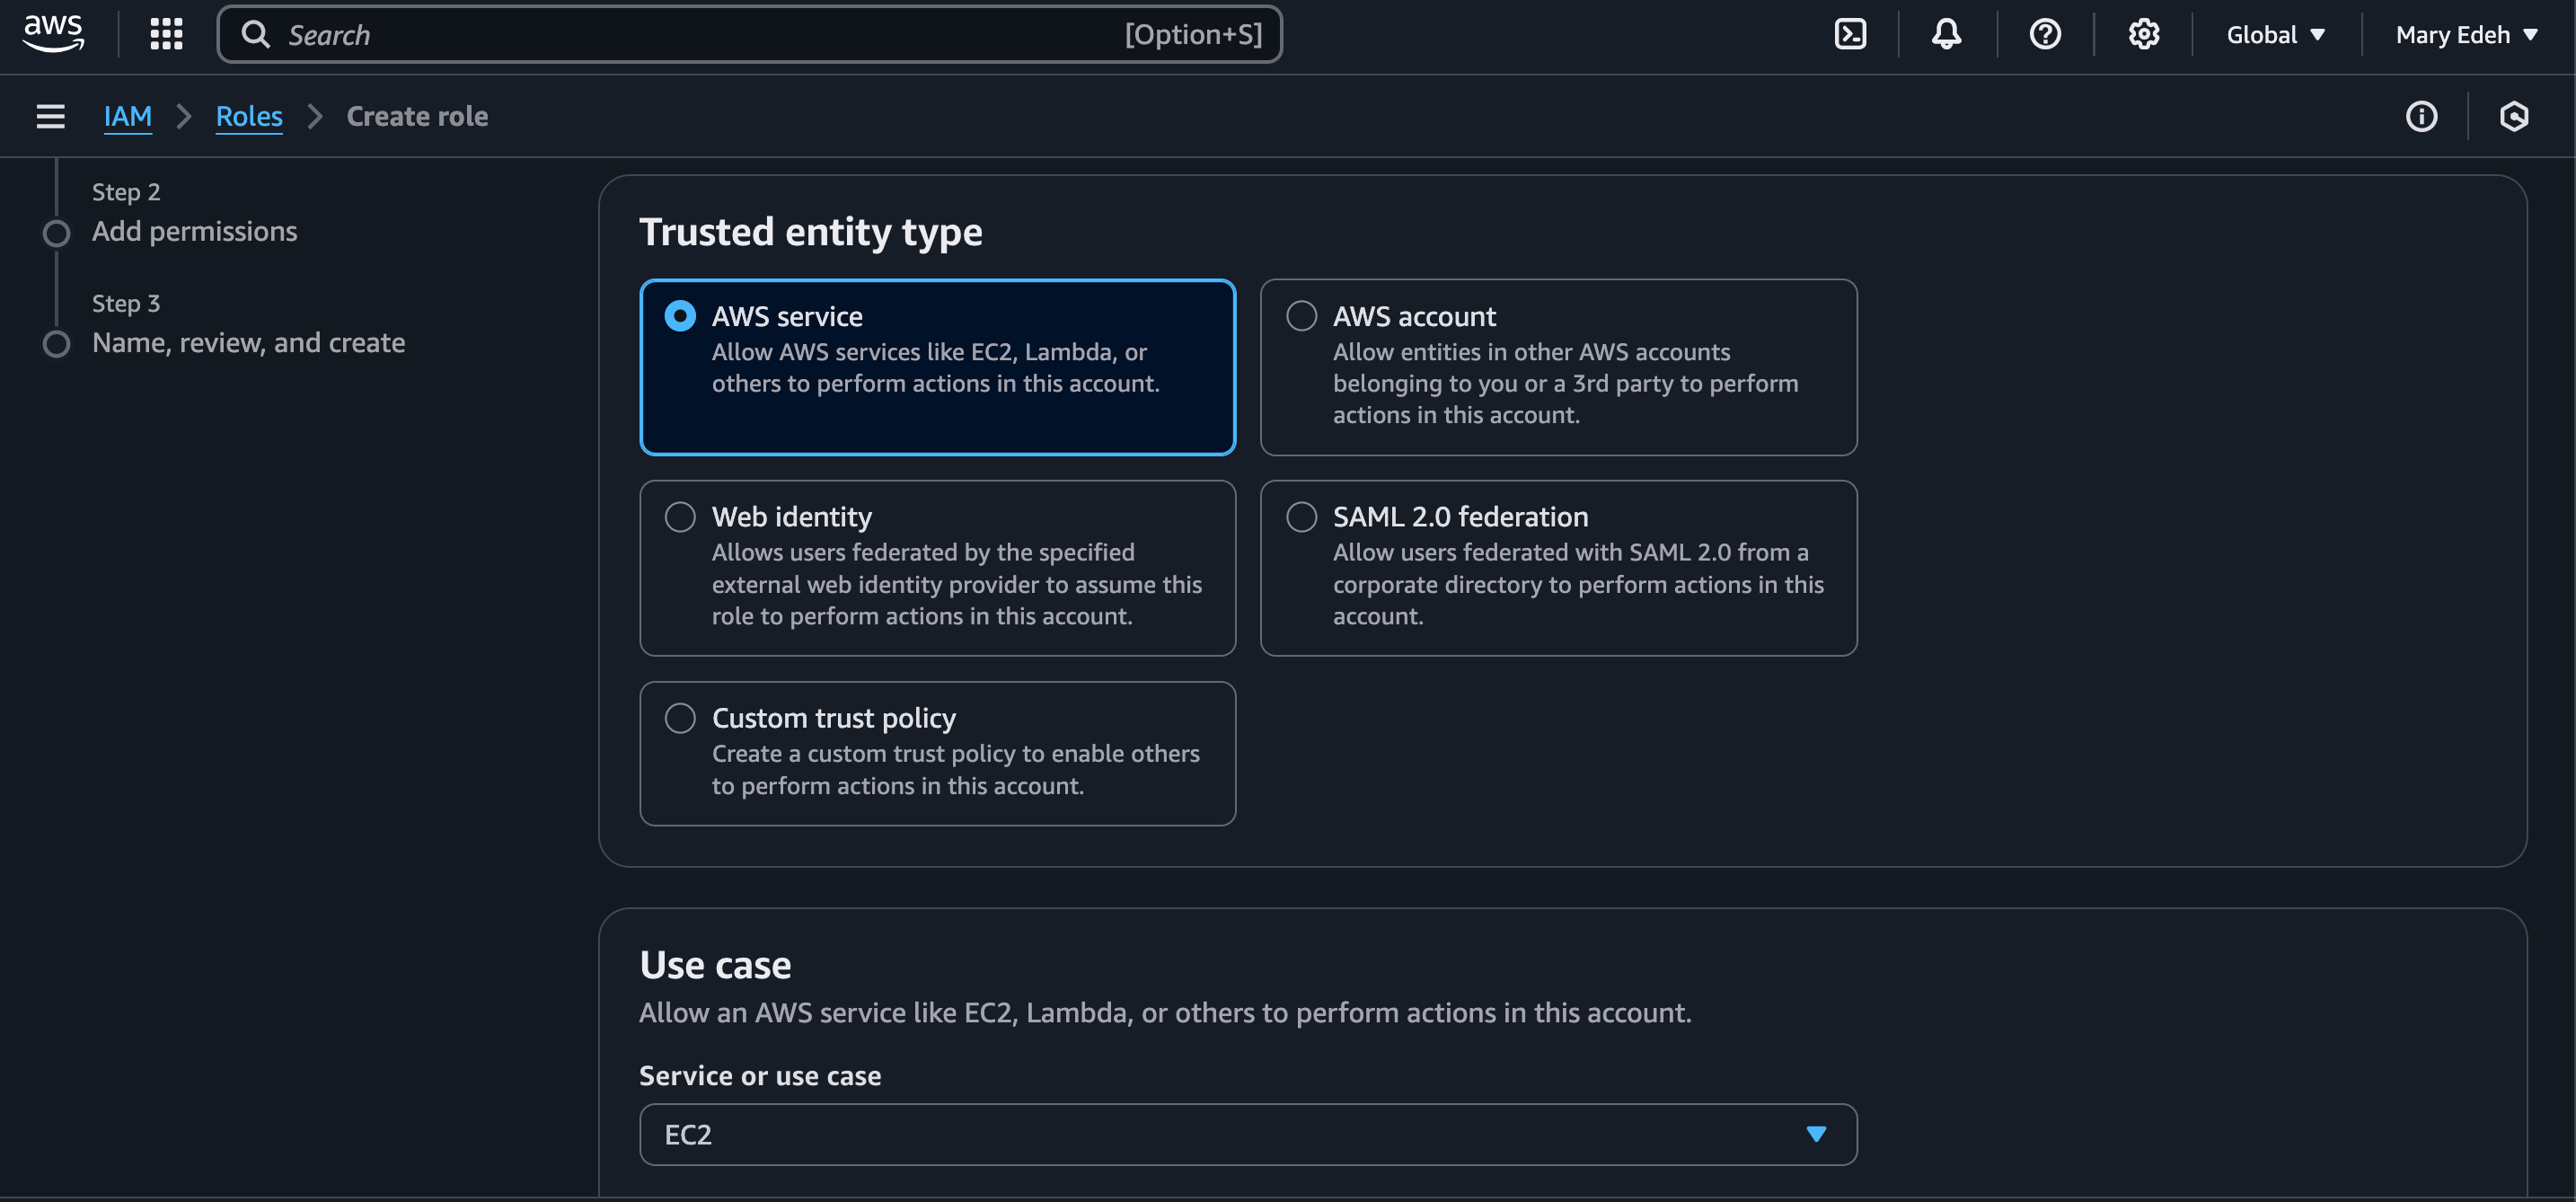 aws
Search
[Option+S]
Global
Mary Edeh
IAM
Roles
Create role
Step 2
Add permissions
Step 3
Name, review, and create
Trusted entity type
AWS service
Allow AWS services like EC2, Lambda, or
others to perform actions in this account.
AWS account
Allow entities in other AWS accounts
belonging to you or a 3rd party to perform
actions in this account.
Web identity
Allows users federated by the specified
external web identity provider to assume this
role to perform actions in this account.
SAML 2.0 federation
Allow users federated with SAML 2.0 from a
corporate directory to perform actions in this
account.
Custom trust policy
Create a custom trust policy to enable others
to perform actions in this account.
Use case
Allow an AWS service like EC2, Lambda, or others to perform actions in this account.
Service or use case
EC2